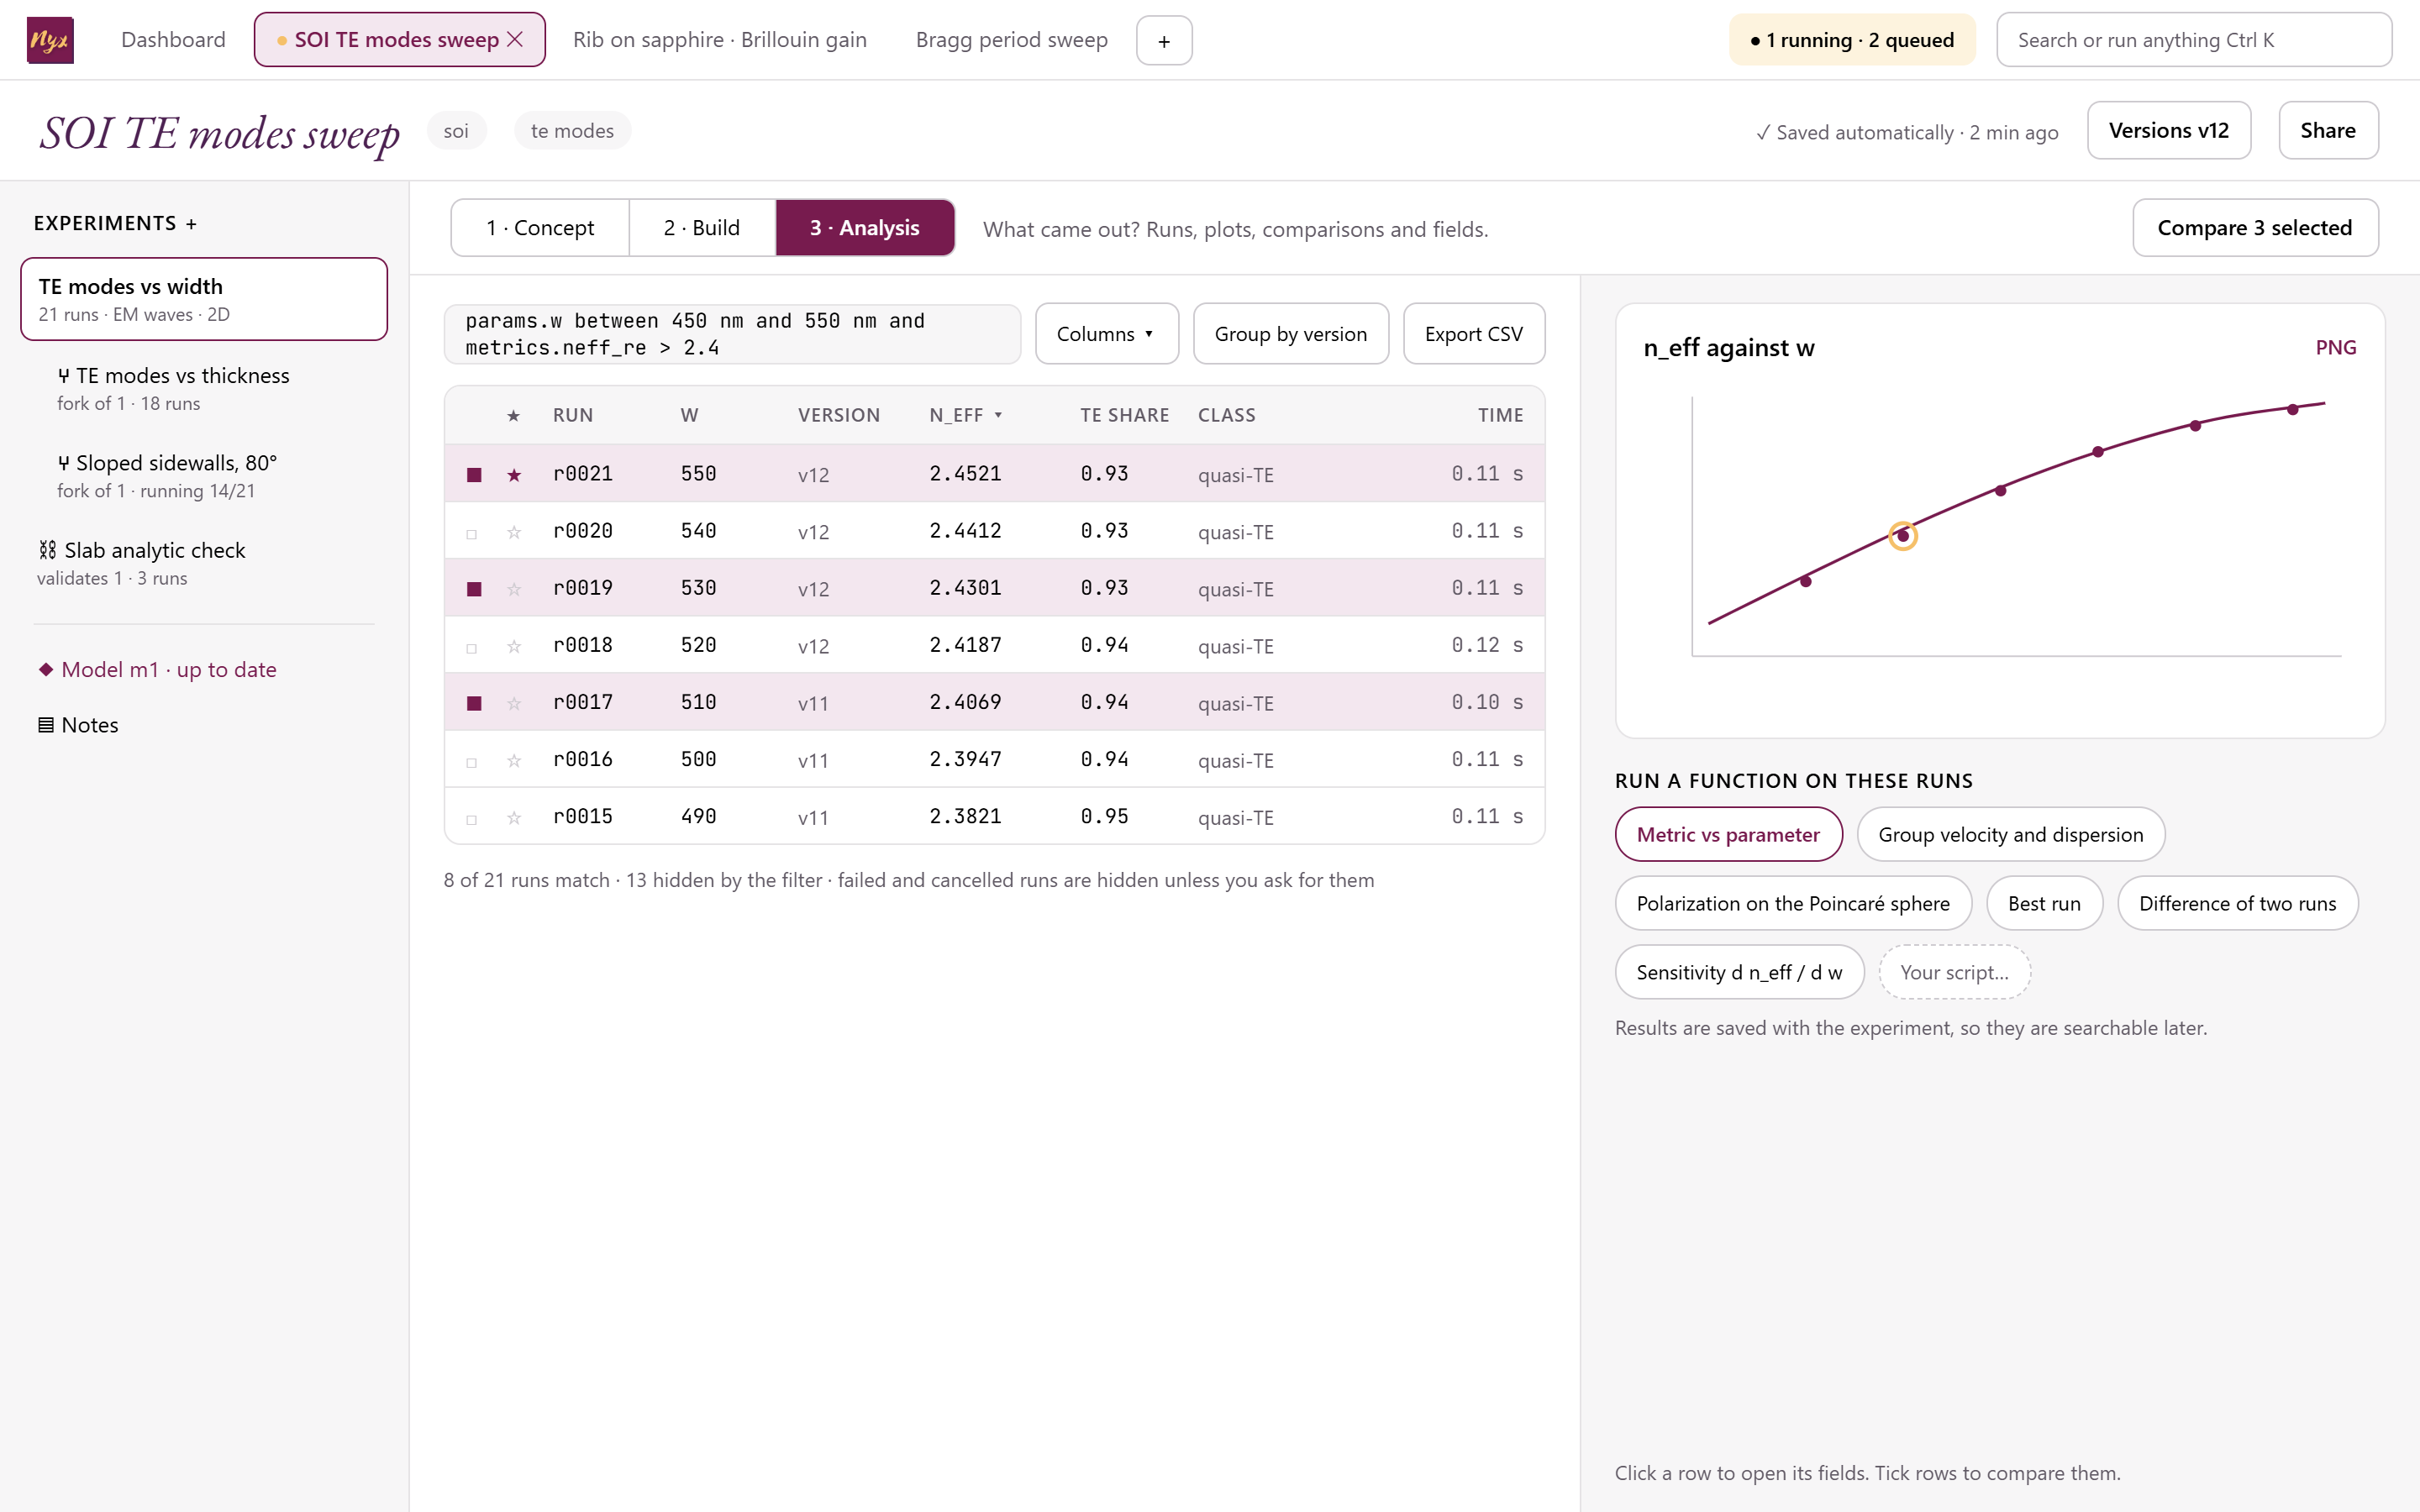 Nyx
Dashboard
SOI TE modes sweep
Rib on sapphire · Brillouin gain
Bragg period sweep
+
● 1 running · 2 queued
Search or run anything Ctrl K
SOI TE modes sweep
soi
te modes
✓ Saved automatically · 2 min ago
Versions v12
Share
EXPERIMENTS +
TE modes vs width
21 runs · EM waves · 2D
TE modes vs thickness
fork of 1 · 18 runs
Sloped sidewalls, 80°
fork of 1 · running 14/21
Slab analytic check
validates 1 · 3 runs
◆ Model m1 · up to date
Notes
1 · Concept
2 · Build
3 · Analysis
What came out? Runs, plots, comparisons and fields.
Compare 3 selected
params.w between 450 nm and 550 nm and
metrics.neff_re > 2.4
Columns ▾
Group by version
Export CSV
★ RUN W VERSION N_EFF ▾ TE SHARE CLASS TIME
■ ★ r0021 550 v12 2.4521 0.93 quasi-TE 0.11 s
□ ☆ r0020 540 v12 2.4412 0.93 quasi-TE 0.11 s
■ ☆ r0019 530 v12 2.4301 0.93 quasi-TE 0.11 s
□ ☆ r0018 520 v12 2.4187 0.94 quasi-TE 0.12 s
■ ☆ r0017 510 v11 2.4069 0.94 quasi-TE 0.10 s
□ ☆ r0016 500 v11 2.3947 0.94 quasi-TE 0.11 s
□ ☆ r0015 490 v11 2.3821 0.95 quasi-TE 0.11 s
8 of 21 runs match · 13 hidden by the filter · failed and cancelled runs are hidden unless you ask for them
n_eff against w
PNG
RUN A FUNCTION ON THESE RUNS
Metric vs parameter
Group velocity and dispersion
Polarization on the Poincaré sphere
Best run
Difference of two runs
Sensitivity d n_eff / d w
Your script...
Results are saved with the experiment, so they are searchable later.
Click a row to open its fields. Tick rows to compare them.